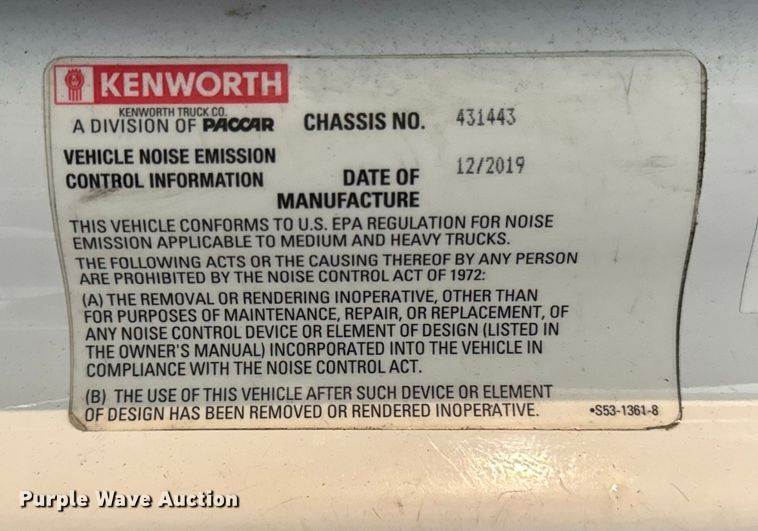 KENWORTH
KENWORTH TRUCK CO.
A DIVISION OF PACCAR
CHASSIS NO. 431443
VEHICLE NOISE EMISSION
CONTROL INFORMATION
DATE OF
MANUFACTURE
12/2019
THIS VEHICLE CONFORMS TO U.S. EPA REGULATION FOR NOISE
EMISSION APPLICABLE TO MEDIUM AND HEAVY TRUCKS.
THE FOLLOWING ACTS OR THE CAUSING THEREOF BY ANY PERSON
ARE PROHIBITED BY THE NOISE CONTROL ACT OF 1972:
(A) THE REMOVAL OR RENDERING INOPERATIVE, OTHER THAN
FOR PURPOSES OF MAINTENANCE, REPAIR, OR REPLACEMENT, OF
ANY NOISE CONTROL DEVICE OR ELEMENT OF DESIGN (LISTED IN
THE OWNER'S MANUAL) INCORPORATED INTO THE VEHICLE IN
COMPLIANCE WITH THE NOISE CONTROL ACT.
(B) THE USE OF THIS VEHICLE AFTER SUCH DEVICE OR ELEMENT
OF DESIGN HAS BEEN REMOVED OR RENDERED INOPERATIVE.
•S53-1361-8
Purple Wave Auction